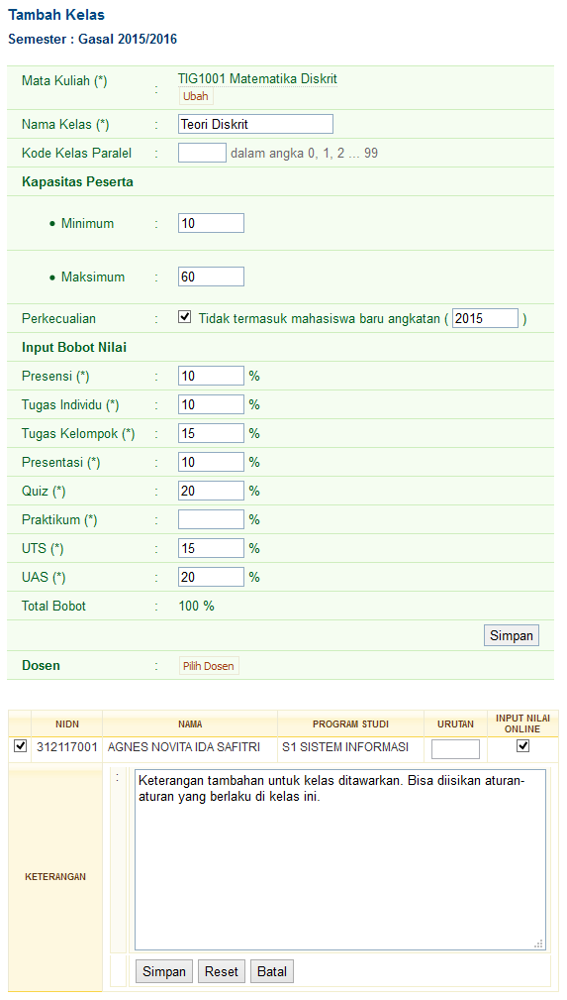 Tambah Kelas
Semester : Gasal 2015/2016
Mata Kuliah (*) : TIG1001 Matematika Diskrit
Ubah
Nama Kelas (*) : Teori Diskrit
Kode Kelas Paralel : dalam angka 0, 1, 2 ... 99
Kapasitas Peserta
• Minimum : 10
• Maksimum : 60
Perkecualian : Tidak termasuk mahasiswa baru angkatan ( 2015 )
Input Bobot Nilai
Presensi (*) : 10 %
Tugas Individu (*) : 10 %
Tugas Kelompok (*) : 15 %
Presentasi (*) : 10 %
Quiz (*) : 20 %
Praktikum (*) : %
UTS (*) : 15 %
UAS (*) : 20 %
Total Bobot : 100 %
Simpan
Dosen : Pilih Dosen
NIDN NAMA PROGRAM STUDI URUTAN INPUT NILAI ONLINE
312117001 AGNES NOVITA IDA SAFITRI S1 SISTEM INFORMASI
KETERANGAN :
Keterangan tambahan untuk kelas ditawarkan. Bisa diisikan aturan-
aturan yang berlaku di kelas ini.
Simpan Reset Batal